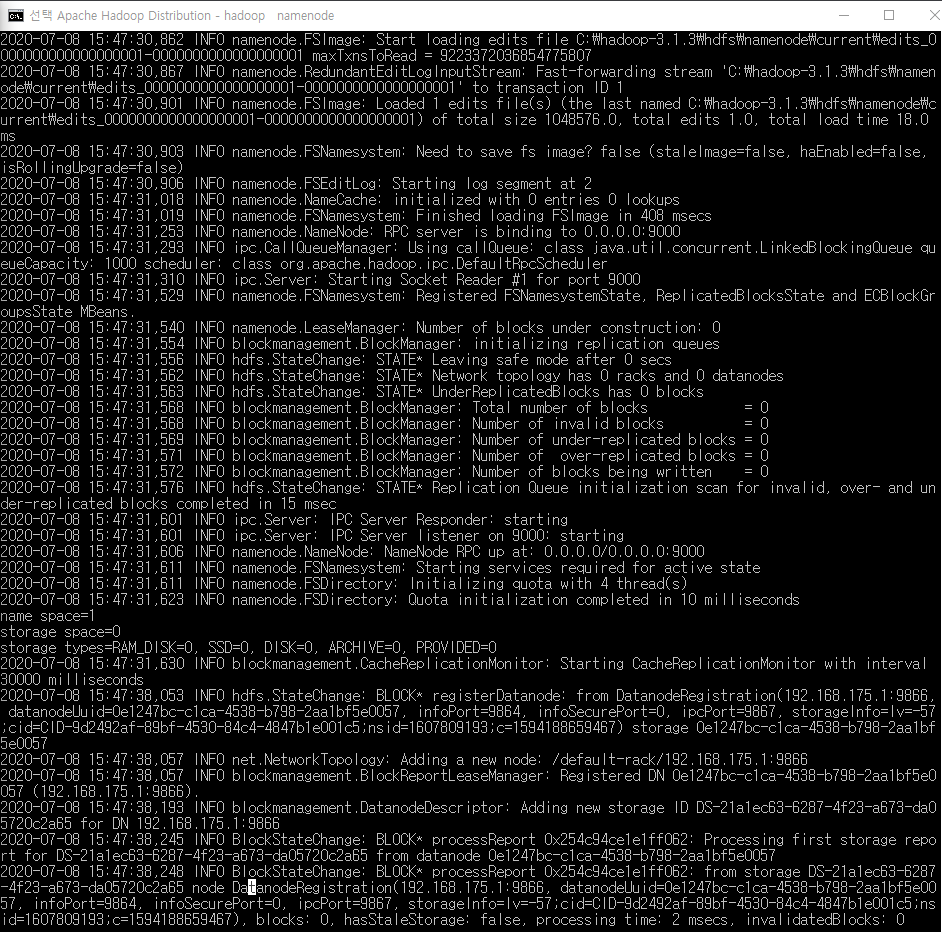 선택 Apache Hadoop Distribution - hadoop   namenode
2020-07-08 15:47:30,862 INFO namenode.FSImage: Start loading edits file C:\hadoop-3.1.3\hdfs\namenode\current\edits_0
000000000000000001-0000000000000000001 maxTxnsToRead = 9223372036854775807
2020-07-08 15:47:30,867 INFO namenode.RedundantEditLogInputStream: Fast-forwarding stream 'C:\hadoop-3.1.3\hdfs\namen
ode\current\edits_0000000000000000001-0000000000000000001' to transaction ID 1
2020-07-08 15:47:30,901 INFO namenode.FSImage: Loaded 1 edits file(s) (the last named C:\hadoop-3.1.3\hdfs\namenode\c
urrent\edits_0000000000000000001-0000000000000000001) of total size 1048576.0, total edits 1.0, total load time 18.0
ms
2020-07-08 15:47:30,903 INFO namenode.FSNamesystem: Need to save fs image? false (staleImage=false, haEnabled=false,
isRollingUpgrade=false)
2020-07-08 15:47:30,906 INFO namenode.FSEditLog: Starting log segment at 2
2020-07-08 15:47:31,018 INFO namenode.NameCache: initialized with 0 entries 0 lookups
2020-07-08 15:47:31,019 INFO namenode.FSNamesystem: Finished loading FSImage in 408 msecs
2020-07-08 15:47:31,253 INFO namenode.NameNode: RPC server is binding to 0.0.0.0:9000
2020-07-08 15:47:31,293 INFO ipc.CallQueueManager: Using callQueue: class java.util.concurrent.LinkedBlockingQueue qu
eueCapacity: 1000 scheduler: class org.apache.hadoop.ipc.DefaultRpcScheduler
2020-07-08 15:47:31,310 INFO ipc.Server: Starting Socket Reader #1 for port 9000
2020-07-08 15:47:31,529 INFO namenode.FSNamesystem: Registered FSNamesystemState, ReplicatedBlocksState and ECBlockGr
oupsState MBeans.
2020-07-08 15:47:31,540 INFO namenode.LeaseManager: Number of blocks under construction: 0
2020-07-08 15:47:31,554 INFO blockmanagement.BlockManager: initializing replication queues
2020-07-08 15:47:31,556 INFO hdfs.StateChange: STATE* Leaving safe mode after 0 secs
2020-07-08 15:47:31,562 INFO hdfs.StateChange: STATE* Network topology has 0 racks and 0 datanodes
2020-07-08 15:47:31,563 INFO hdfs.StateChange: STATE* UnderReplicatedBlocks has 0 blocks
2020-07-08 15:47:31,568 INFO blockmanagement.BlockManager: Total number of blocks            = 0
2020-07-08 15:47:31,568 INFO blockmanagement.BlockManager: Number of invalid blocks          = 0
2020-07-08 15:47:31,569 INFO blockmanagement.BlockManager: Number of under-replicated blocks = 0
2020-07-08 15:47:31,571 INFO blockmanagement.BlockManager: Number of  over-replicated blocks = 0
2020-07-08 15:47:31,572 INFO blockmanagement.BlockManager: Number of blocks being written    = 0
2020-07-08 15:47:31,576 INFO hdfs.StateChange: STATE* Replication Queue initialization scan for invalid, over- and un
der-replicated blocks completed in 15 msec
2020-07-08 15:47:31,601 INFO ipc.Server: IPC Server Responder: starting
2020-07-08 15:47:31,601 INFO ipc.Server: IPC Server listener on 9000: starting
2020-07-08 15:47:31,606 INFO namenode.NameNode: NameNode RPC up at: 0.0.0.0/0.0.0.0:9000
2020-07-08 15:47:31,611 INFO namenode.FSNamesystem: Starting services required for active state
2020-07-08 15:47:31,611 INFO namenode.FSDirectory: Initializing quota with 4 thread(s)
2020-07-08 15:47:31,623 INFO namenode.FSDirectory: Quota initialization completed in 10 milliseconds
name space=1
storage space=0
storage types=RAM_DISK=0, SSD=0, DISK=0, ARCHIVE=0, PROVIDED=0
2020-07-08 15:47:31,630 INFO blockmanagement.CacheReplicationMonitor: Starting CacheReplicationMonitor with interval
30000 milliseconds
2020-07-08 15:47:38,053 INFO hdfs.StateChange: BLOCK* registerDatanode: from DatanodeRegistration(192.168.175.1:9866,
 datanodeUuid=0e1247bc-c1ca-4538-b798-2aa1bf5e0057, infoPort=9864, infoSecurePort=0, ipcPort=9867, storageInfo=lv=-57
;cid=CID-9d2492af-89bf-4530-84c4-4847b1e001c5;nsid=1607809193;c=1594188659467) storage 0e1247bc-c1ca-4538-b798-2aa1bf
5e0057
2020-07-08 15:47:38,057 INFO net.NetworkTopology: Adding a new node: /default-rack/192.168.175.1:9866
2020-07-08 15:47:38,057 INFO blockmanagement.BlockReportLeaseManager: Registered DN 0e1247bc-c1ca-4538-b798-2aa1bf5e0
057 (192.168.175.1:9866).
2020-07-08 15:47:38,193 INFO blockmanagement.DatanodeDescriptor: Adding new storage ID DS-21a1ec63-6287-4f23-a673-da0
5720c2a65 for DN 192.168.175.1:9866
2020-07-08 15:47:38,245 INFO BlockStateChange: BLOCK* processReport 0x254c94ce1e1ff062: Processing first storage repo
rt for DS-21a1ec63-6287-4f23-a673-da05720c2a65 from datanode 0e1247bc-c1ca-4538-b798-2aa1bf5e0057
2020-07-08 15:47:38,248 INFO BlockStateChange: BLOCK* processReport 0x254c94ce1e1ff062: from storage DS-21a1ec63-6287
-4f23-a673-da05720c2a65 node DatanodeRegistration(192.168.175.1:9866, datanodeUuid=0e1247bc-c1ca-4538-b798-2aa1bf5e00
57, infoPort=9864, infoSecurePort=0, ipcPort=9867, storageInfo=lv=-57;cid=CID-9d2492af-89bf-4530-84c4-4847b1e001c5;ns
id=1607809193;c=1594188659467), blocks: 0, hasStaleStorage: false, processing time: 2 msecs, invalidatedBlocks: 0